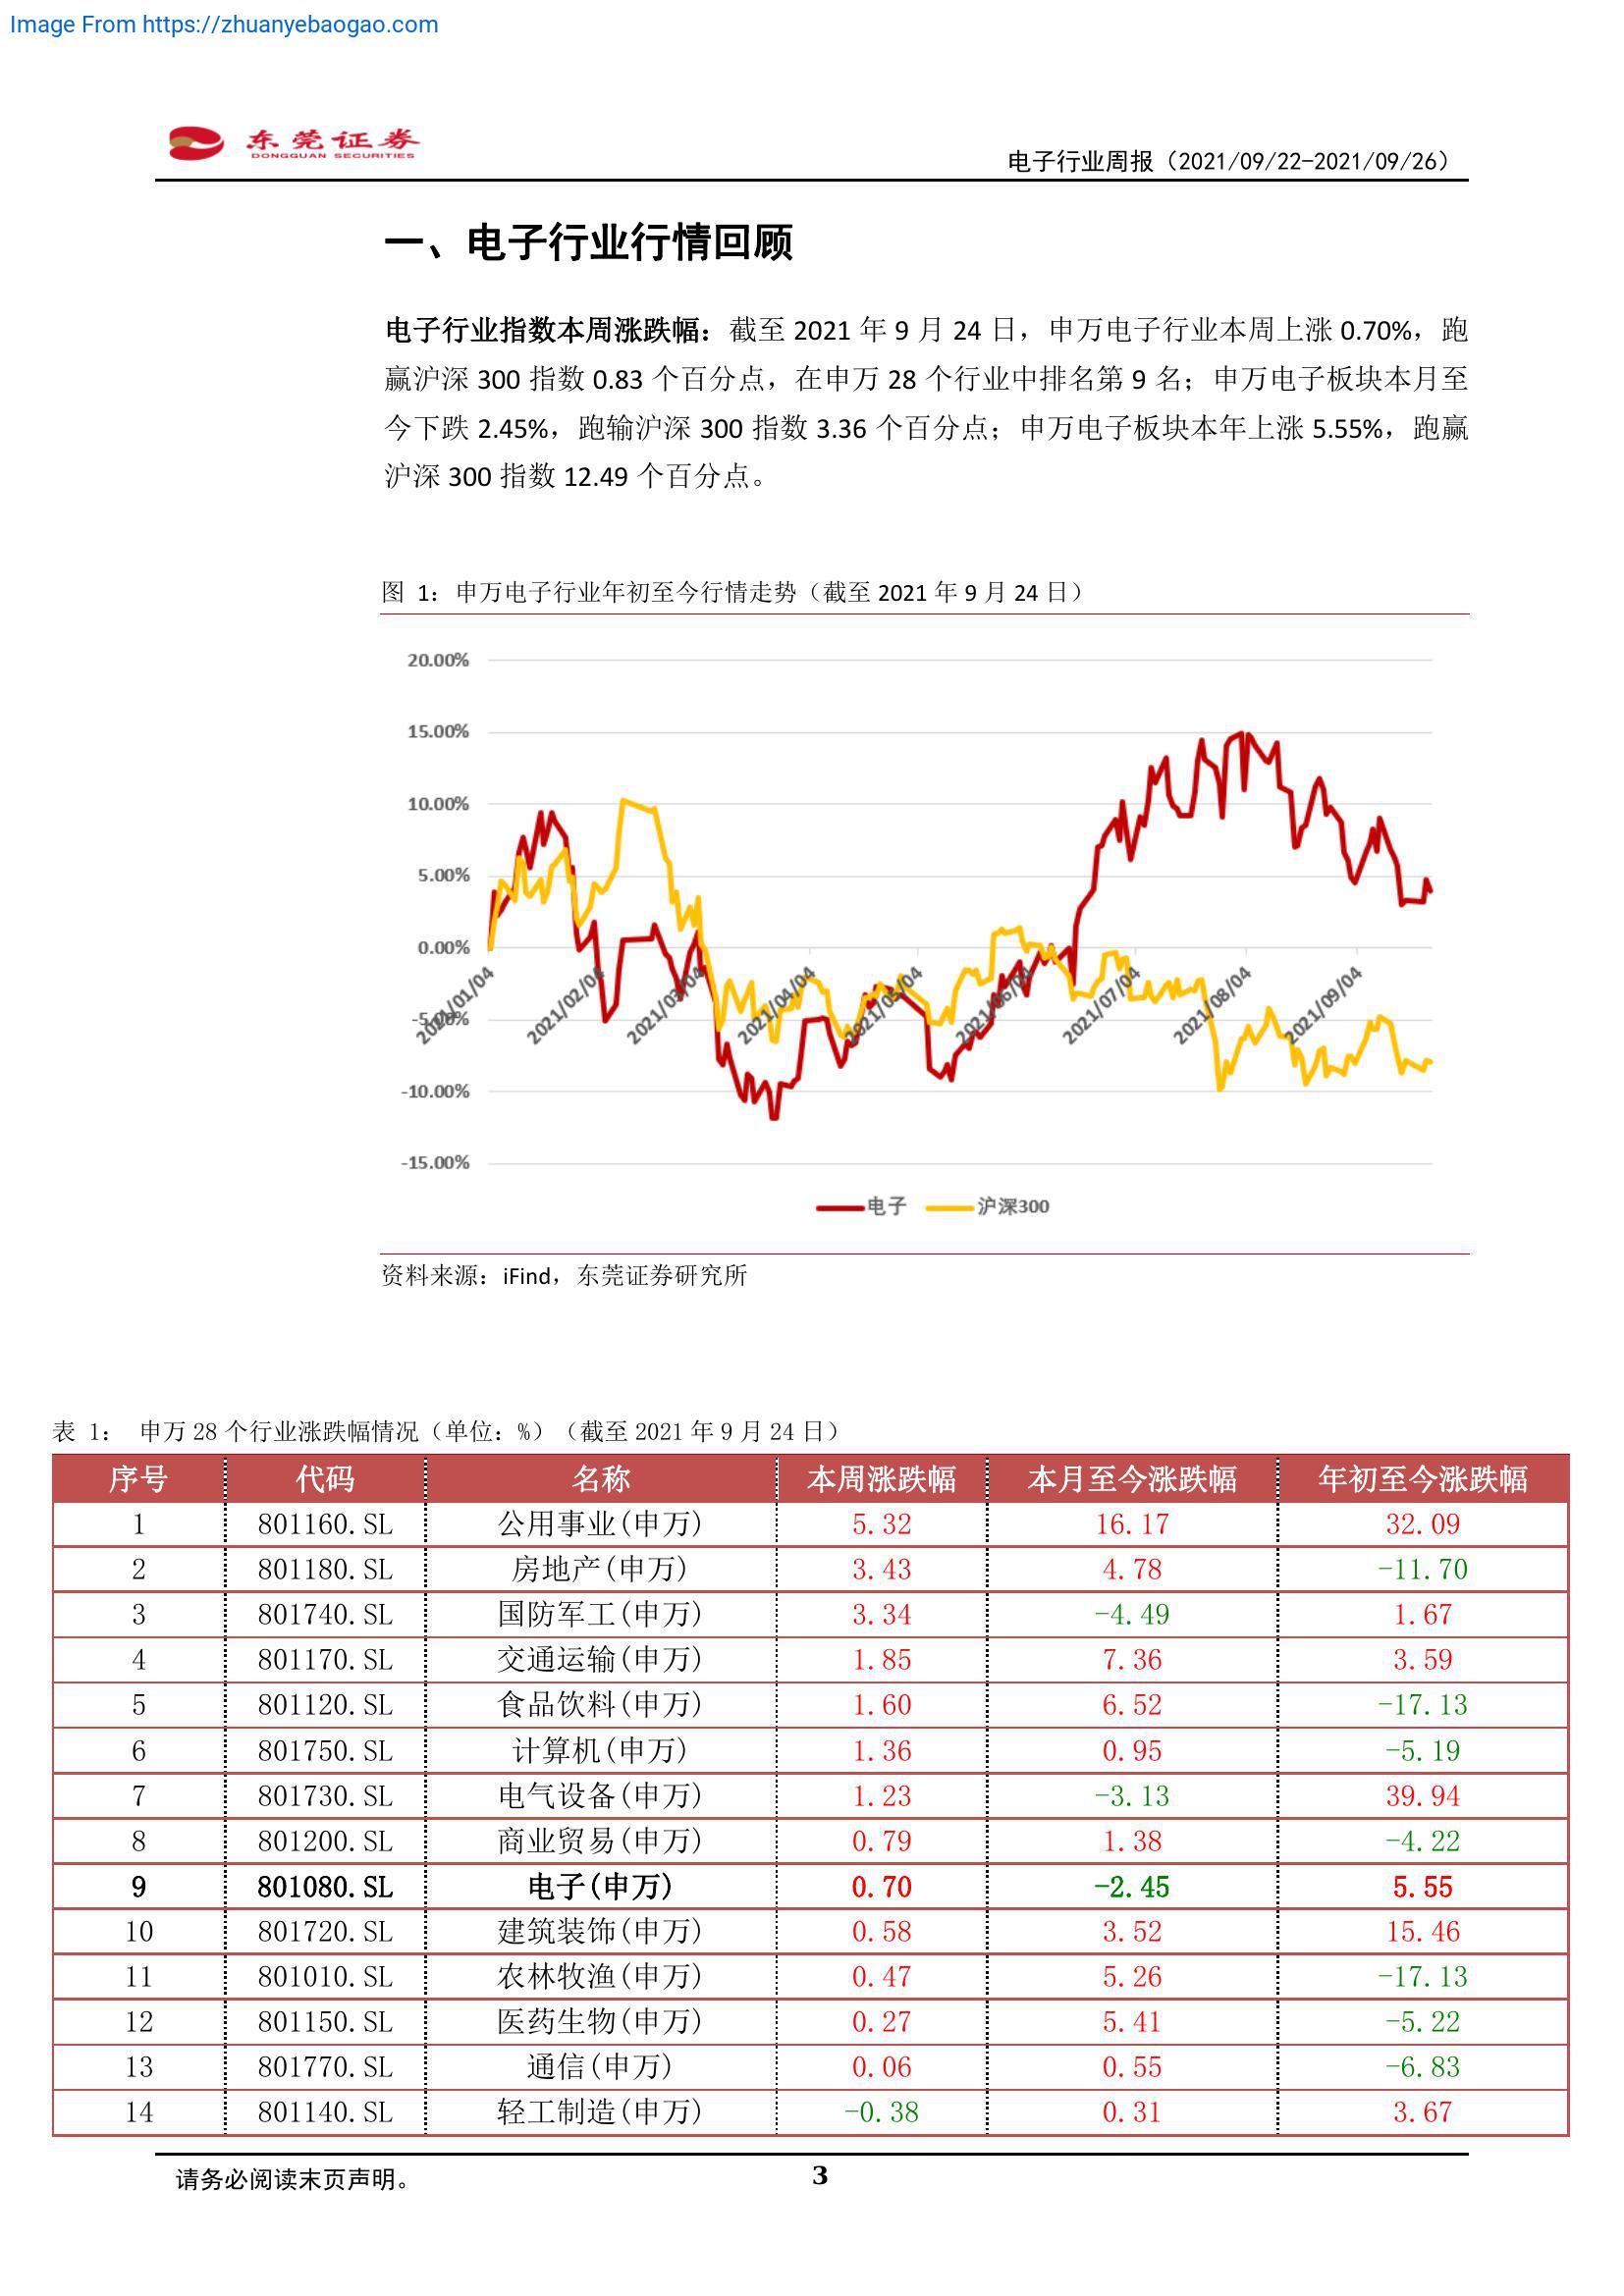 Image From https://zhuanyebaogao.com
东莞证券
DONGGUAN SECURITIES
电子行业周报（2021/09/22-2021/09/26）
一、电子行业行情回顾
电子行业指数本周涨跌幅：截至 2021 年 9 月 24 日，申万电子行业本周上涨 0.70%，跑
赢沪深 300 指数 0.83 个百分点，在申万 28 个行业中排名第 9 名；申万电子板块本月至
今下跌 2.45%，跑输沪深 300 指数 3.36 个百分点；申万电子板块本年上涨 5.55%，跑赢
沪深 300 指数 12.49 个百分点。
图 1：申万电子行业年初至今行情走势（截至 2021 年 9 月 24 日）
20.00%
15.00%
10.00%
5.00%
0.00%
-5.00%
-10.00%
-15.00%
2021/01/04 2021/02/04 2021/03/04 2021/04/04 2021/05/04 2021/06/04 2021/07/04 2021/08/04 2021/09/04
电子 沪深300
资料来源：iFind，东莞证券研究所
表 1： 申万 28 个行业涨跌幅情况（单位：%）（截至 2021 年 9 月 24 日）
序号 代码 名称 本周涨跌幅 本月至今涨跌幅 年初至今涨跌幅
1 801160.SL 公用事业(申万) 5.32 16.17 32.09
2 801180.SL 房地产(申万) 3.43 4.78 -11.70
3 801740.SL 国防军工(申万) 3.34 -4.49 1.67
4 801170.SL 交通运输(申万) 1.85 7.36 3.59
5 801120.SL 食品饮料(申万) 1.60 6.52 -17.13
6 801750.SL 计算机(申万) 1.36 0.95 -5.19
7 801730.SL 电气设备(申万) 1.23 -3.13 39.94
8 801200.SL 商业贸易(申万) 0.79 1.38 -4.22
9 801080.SL 电子(申万) 0.70 -2.45 5.55
10 801720.SL 建筑装饰(申万) 0.58 3.52 15.46
11 801010.SL 农林牧渔(申万) 0.47 5.26 -17.13
12 801150.SL 医药生物(申万) 0.27 5.41 -5.22
13 801770.SL 通信(申万) 0.06 0.55 -6.83
14 801140.SL 轻工制造(申万) -0.38 0.31 3.67
请务必阅读末页声明。
3